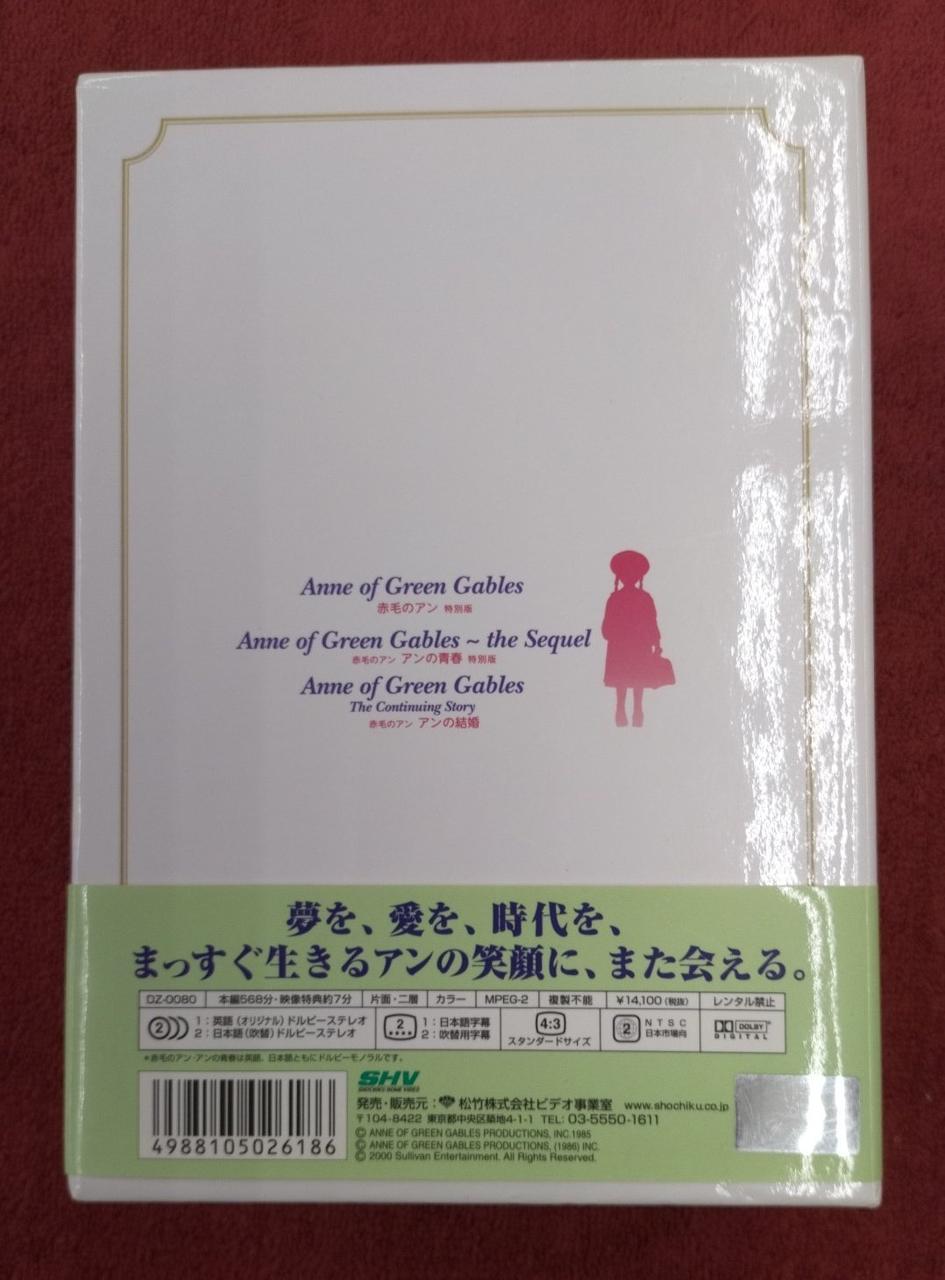 Anne of Green Gables
赤毛のアン 特別版
Anne of Green Gables ~ the Sequel
赤毛のアン アンの青春 特別版
Anne of Green Gables
The Continuing Story
赤毛のアン アンの結婚
夢を、愛を、時代を、
まっすぐ生きるアンの笑顔に、また会える。
DZ-0080 本編568分・映像特典約7分 片面・二層 カラー MPEG-2 複製不能 ¥14,100(税抜) レンタル禁止
2 1:英語(オリジナル)ドルビーステレオ
2:日本語(吹替)ドルビーステレオ
2 1:日本語字幕
2:吹替用字幕
4:3
スタンダードサイズ
2 NTSC
日本市場向
DOLBY
DIGITAL
*赤毛のアン・アンの青春は英語、日本語ともにドルビーモノラルです。
SHV
SHOCHIKU HOME VIDEO
発売・販売元:松竹株式会社ビデオ事業室 www.shochiku.co.jp
〒104-8422 東京都中央区築地4-1-1 TEL: 03-5550-1611
© ANNE OF GREEN GABLES PRODUCTIONS, INC.1985
© ANNE OF GREEN GABLES PRODUCTIONS, (1986) INC.
© 2000 Sullivan Entertainment. All Rights Reserved.
4988105026186